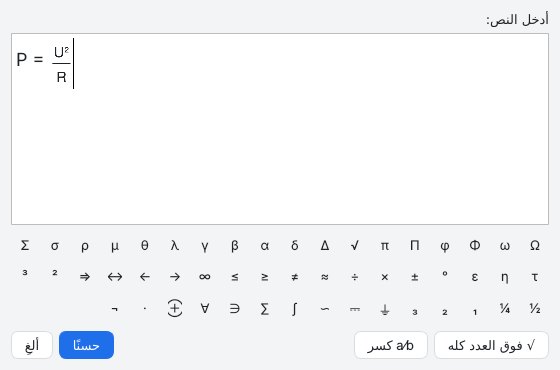 أدخل النص:
P = U²/R
Σ σ ρ μ θ λ γ β α δ Δ √ π Π φ Φ ω Ω
³ ² ⇒ ↔ ← → ∞ ≤ ≥ ≠ ≈ ÷ × ± ° ε η τ
¬ · ⨁ ∀ ∋ ∑ ∫ ∽ ⎓ ⏚ ₃ ₂ ₁ ¼ ½
√ فوق العدد كله
a⁄b كسر
حسنًا
ألغِ